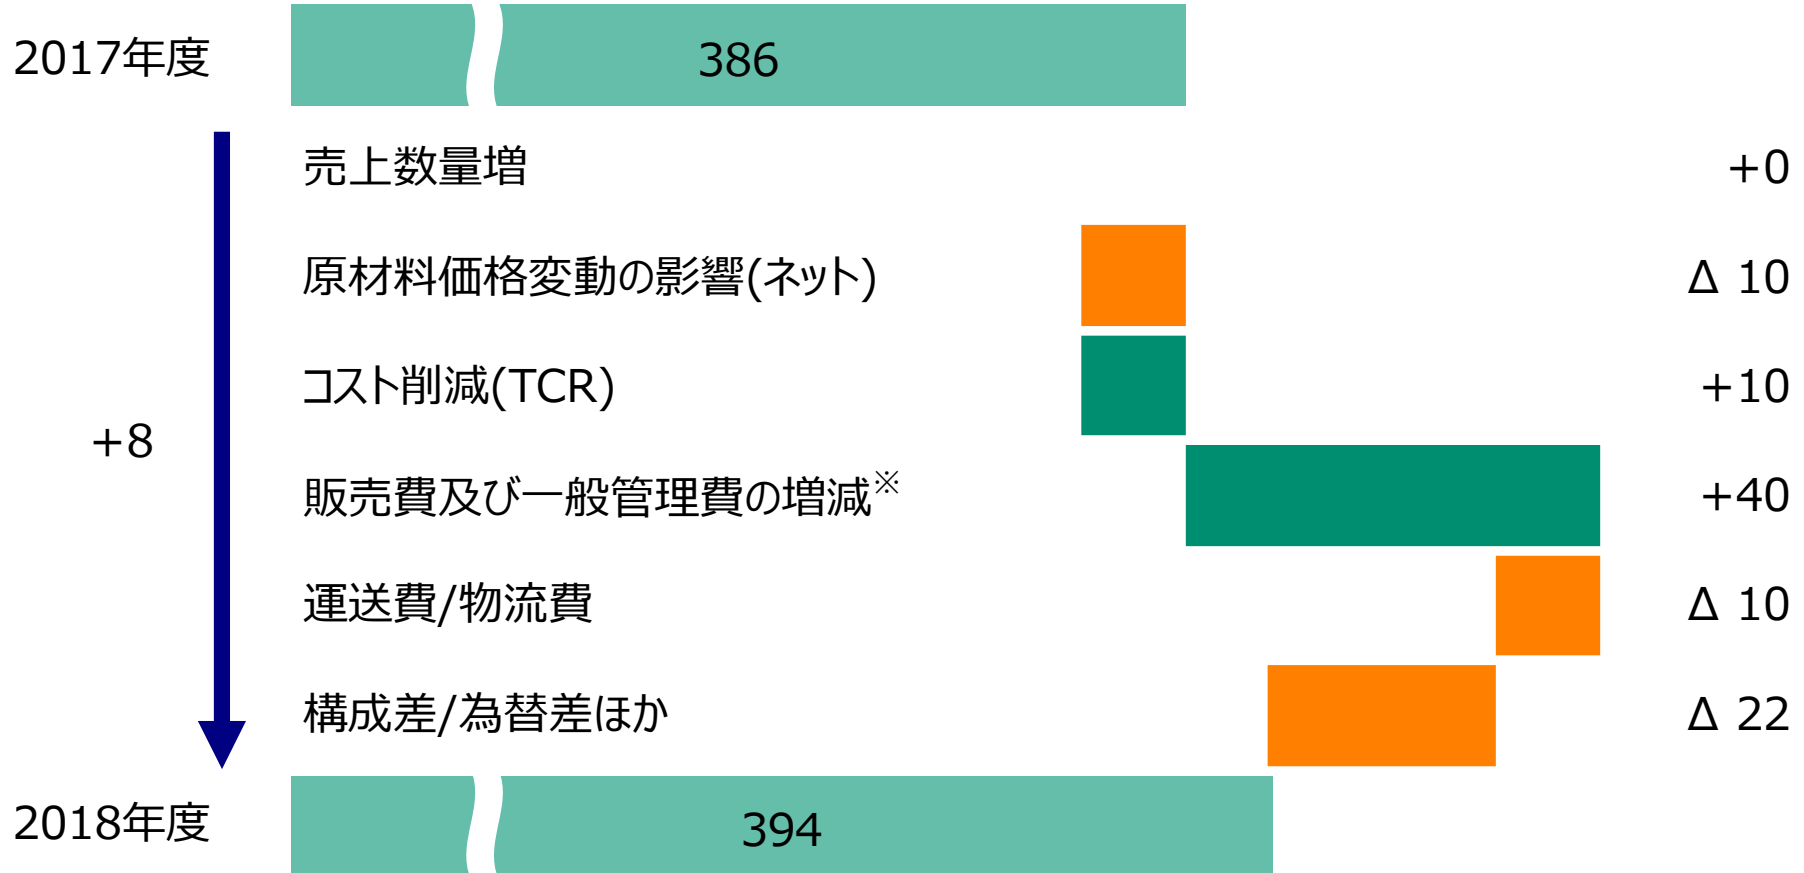 2017年度 386
売上数量増 +0
原材料価格変動の影響(ネット) Δ 10
コスト削減(TCR) +10
+8
販売費及び一般管理費の増減※ +40
運送費/物流費 Δ 10
構成差/為替差ほか Δ 22
2018年度 394